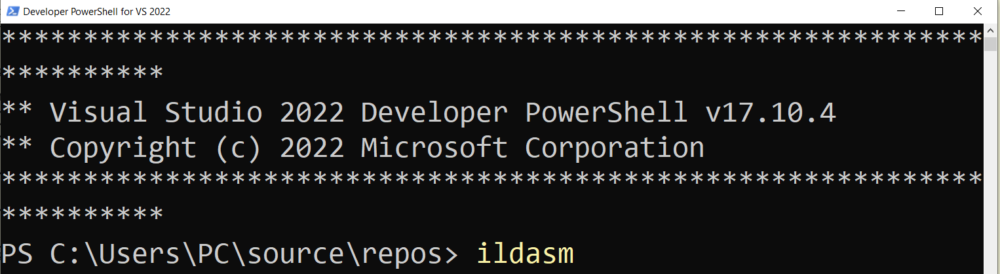 Developer PowerShell for VS 2022
************************************************************
**********
** Visual Studio 2022 Developer PowerShell v17.10.4
** Copyright (c) 2022 Microsoft Corporation
************************************************************
**********
PS C:\Users\PC\source\repos> ildasm